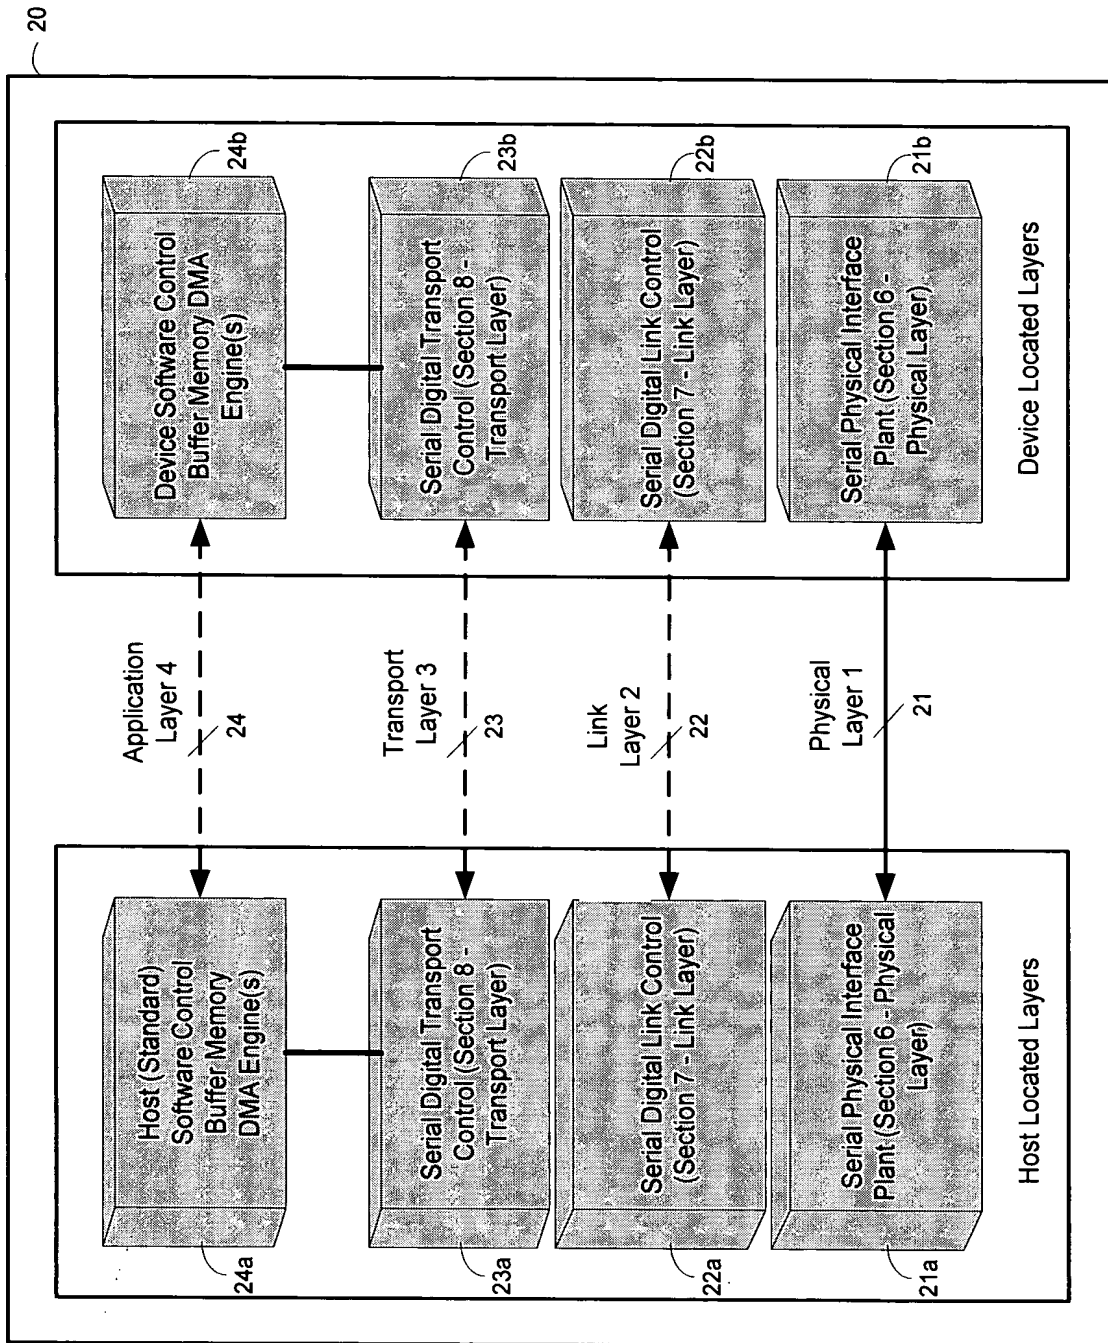 20
24b
Device Software Control
Buffer Memory DMA
Engine(s)
23b
Serial Digital Transport
Control (Section 8 -
Transport Layer)
22b
Serial Digital Link Control
(Section 7 - Link Layer)
21b
Serial Physical Interface
Plant (Section 6 -
Physical Layer)
Device Located Layers
Application
Layer 4
24
Transport
Layer 3
23
Link
Layer 2
22
Physical
Layer 1
21
Host (Standard)
Software Control
Buffer Memory
DMA Engine(s)
24a
Serial Digital Transport
Control (Section 8 -
Transport Layer)
23a
Serial Digital Link Control
(Section 7 - Link Layer)
22a
Serial Physical Interface
Plant (Section 6 - Physical
Layer)
21a
Host Located Layers